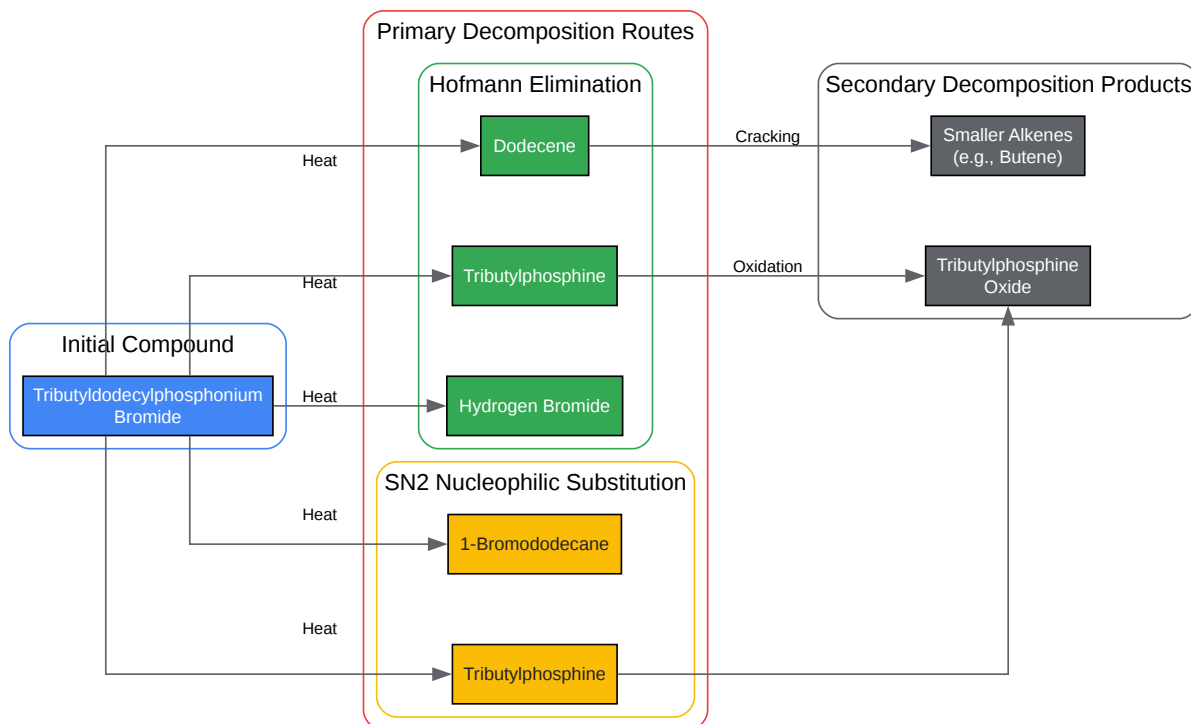 Primary Decomposition Routes
Hofmann Elimination
Secondary Decomposition Products
Dodecene
Cracking
Smaller Alkenes
(e.g., Butene)
Heat
Tributylphosphine
Oxidation
Tributylphosphine
Oxide
Heat
Initial Compound
Tributyldodecylphosphonium
Bromide
Heat
Hydrogen Bromide
SN2 Nucleophilic Substitution
Heat
1-Bromododecane
Heat
Tributylphosphine